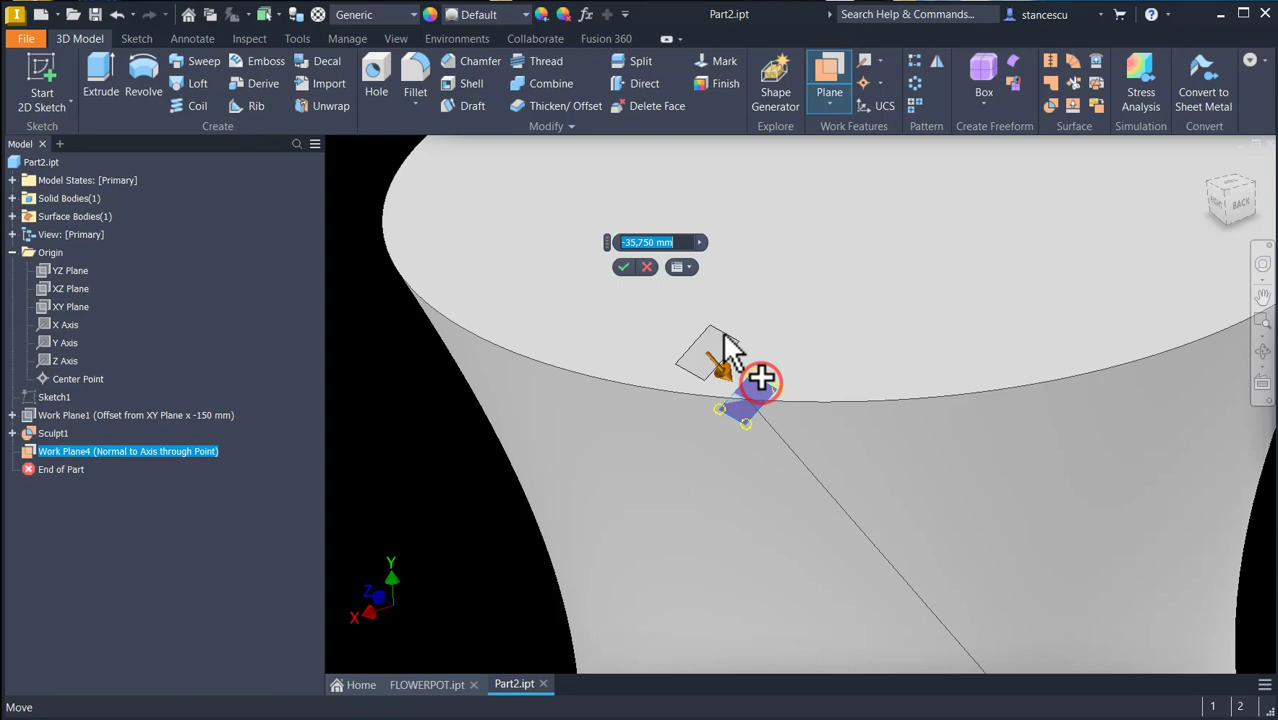 Generic
Default
Part2.ipt
Search Help & Commands...
stancescu
File
3D Model
Sketch
Annotate
Inspect
Tools
Manage
View
Environments
Collaborate
Fusion 360
Start
2D Sketch
Extrude
Revolve
Sweep
Loft
Coil
Emboss
Derive
Rib
Decal
Import
Unwrap
Hole
Fillet
Chamfer
Shell
Draft
Thread
Combine
Thicken/ Offset
Split
Direct
Delete Face
Mark
Finish
Shape
Generator
Plane
UCS
Box
Stress
Analysis
Convert to
Sheet Metal
Sketch
Create
Modify
Explore
Work Features
Pattern
Create Freeform
Surface
Simulation
Convert
Model
Part2.ipt
Model States: [Primary]
Solid Bodies(1)
Surface Bodies(1)
View: [Primary]
Origin
YZ Plane
XZ Plane
XY Plane
X Axis
Y Axis
Z Axis
Center Point
Sketch1
Work Plane1 (Offset from XY Plane x -150 mm)
Sculpt1
Work Plane4 (Normal to Axis through Point)
End of Part
-35,750 mm
BACK
Y
Z
X
Home
FLOWERPOT.ipt
Part2.ipt
Move
1
2